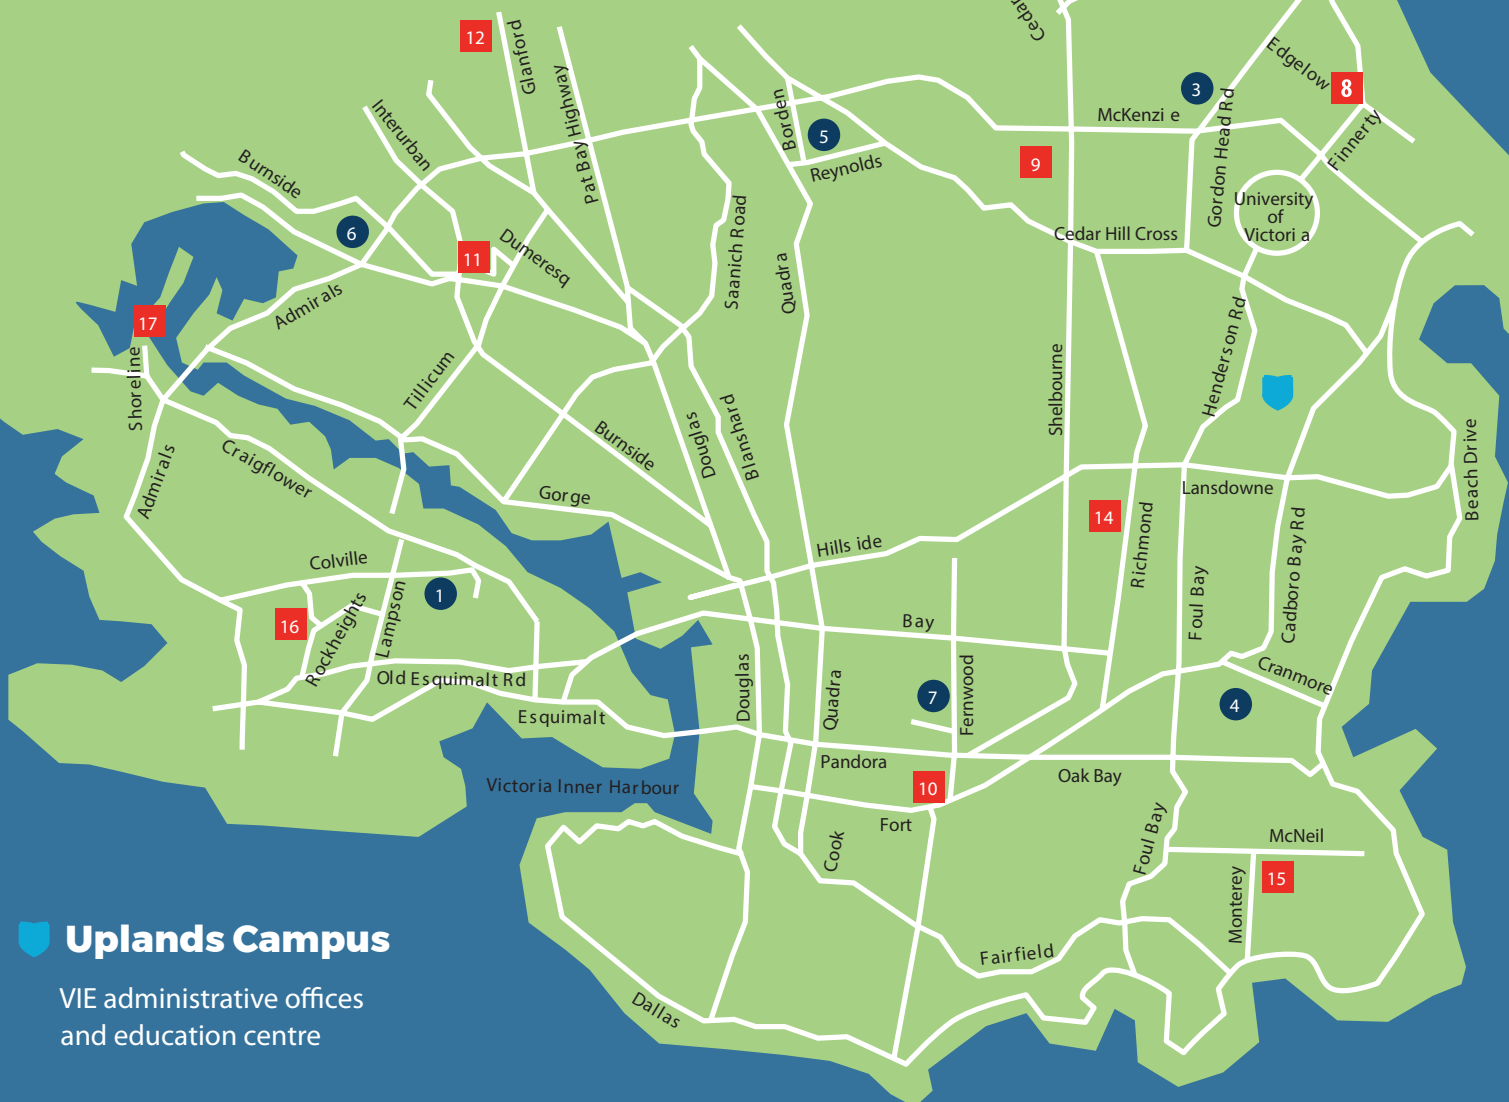 Cedar
12
Glanford
Pat Bay Highway
Interurban
Borden
5
Reynolds
3
McKenzi e
Edgelow
8
Finnerty
Gordon Head Rd
9
Burnside
6
11
Dumeresq
Saanich Road
Quadra
Cedar Hill Cross
University
of
Victori a
Admirals
17
Shoreline
Tillicum
Shelbourne
Henderson Rd
Douglas
Blanshard
Burnside
Craigflower
Admirals
Gorge
Lansdowne
Beach Drive
14
Richmond
Hills ide
Cadboro Bay Rd
Foul Bay
Colville
1
16
Rockheights
Lampson
Bay
Old Esquimalt Rd
Esquimalt
Douglas
Quadra
7
Fernwood
Cranmore
4
Pandora
Oak Bay
Victoria Inner Harbour
10
Fort
Cook
Foul Bay
McNeil
15
Monterey
Fairfield
Dallas
Uplands Campus
VIE administrative offices
and education centre